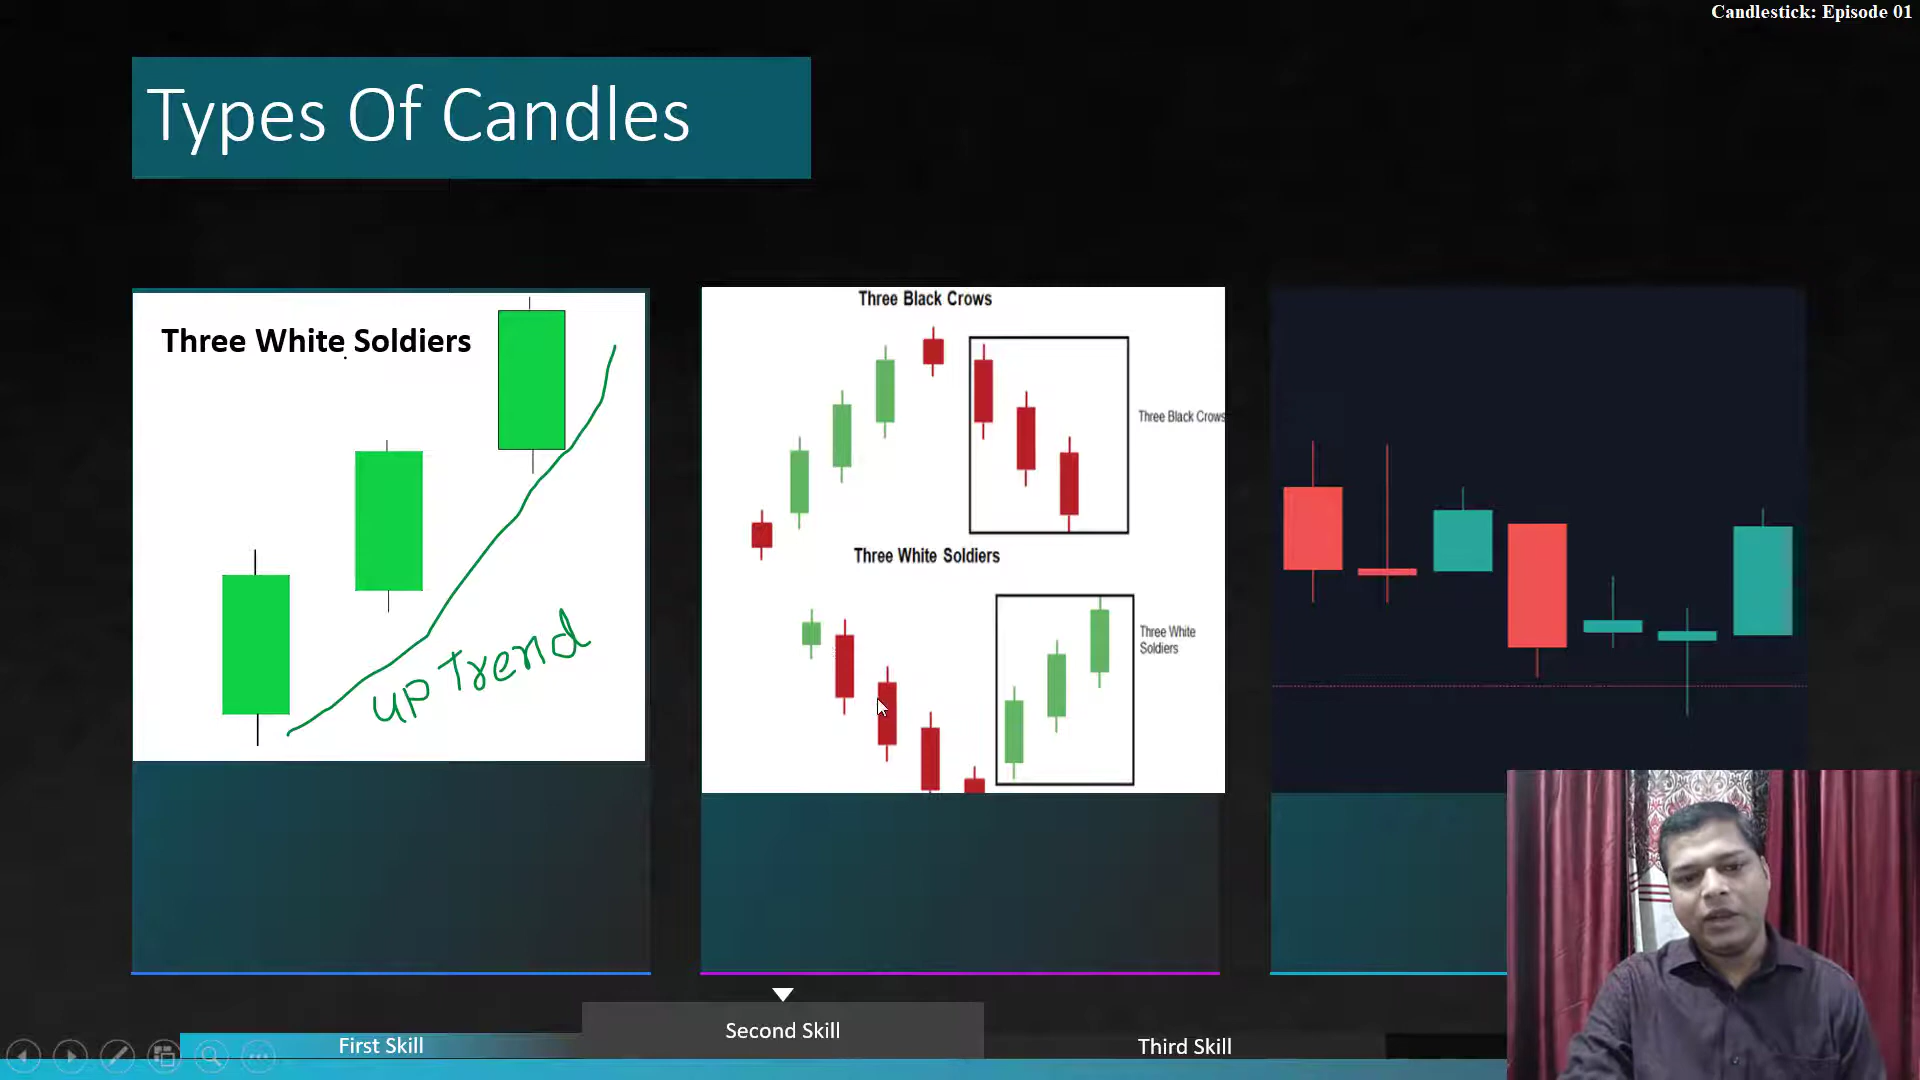 Candlestick: Episode 01
Types Of Candles
Three White Soldiers
up Trend
Three Black Crows
Three Black Crows
Three White Soldiers
Three White
Soldiers
First Skill
Second Skill
Third Skill